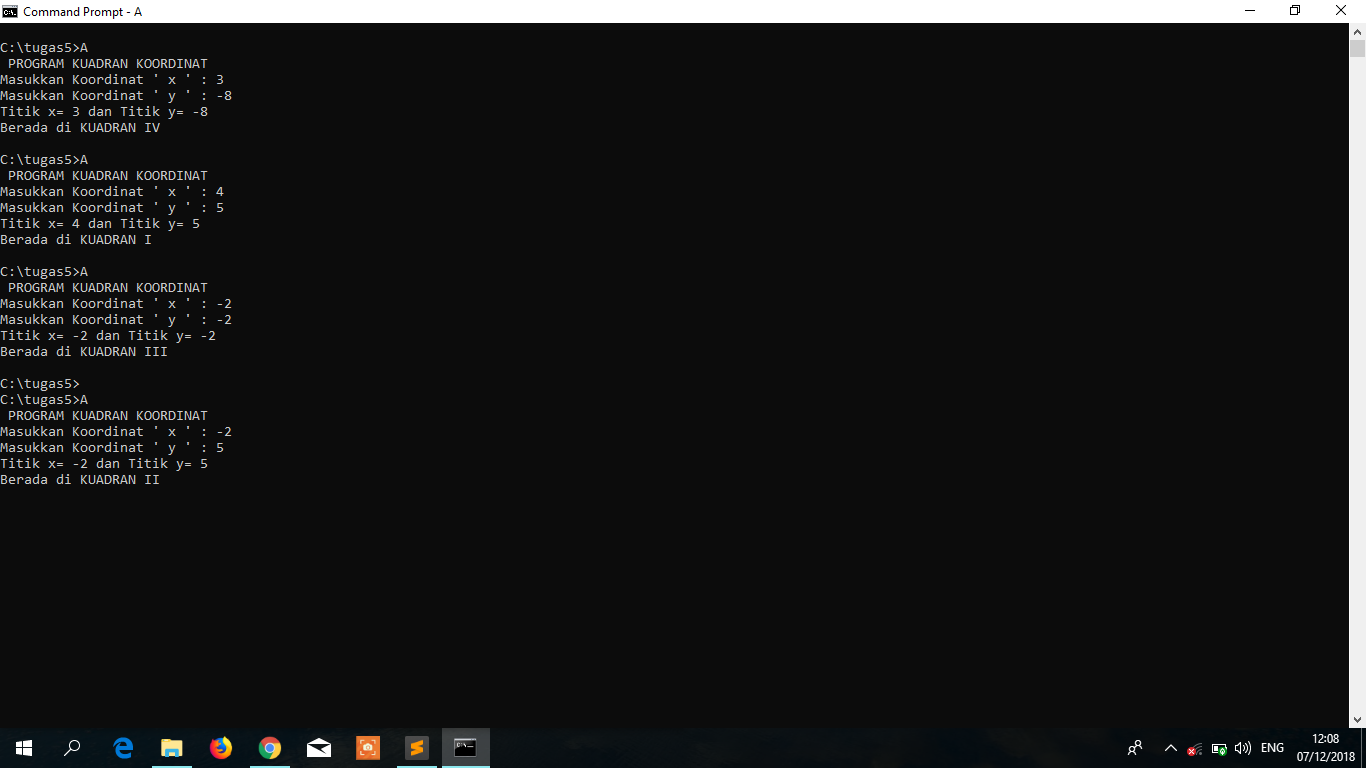 Command Prompt - A
C:\tugas5>A
 PROGRAM KUADRAN KOORDINAT
Masukkan Koordinat ' x ' : 3
Masukkan Koordinat ' y ' : -8
Titik x= 3 dan Titik y= -8
Berada di KUADRAN IV
C:\tugas5>A
 PROGRAM KUADRAN KOORDINAT
Masukkan Koordinat ' x ' : 4
Masukkan Koordinat ' y ' : 5
Titik x= 4 dan Titik y= 5
Berada di KUADRAN I
C:\tugas5>A
 PROGRAM KUADRAN KOORDINAT
Masukkan Koordinat ' x ' : -2
Masukkan Koordinat ' y ' : -2
Titik x= -2 dan Titik y= -2
Berada di KUADRAN III
C:\tugas5>
C:\tugas5>A
 PROGRAM KUADRAN KOORDINAT
Masukkan Koordinat ' x ' : -2
Masukkan Koordinat ' y ' : 5
Titik x= -2 dan Titik y= 5
Berada di KUADRAN II
ENG
12:08
07/12/2018